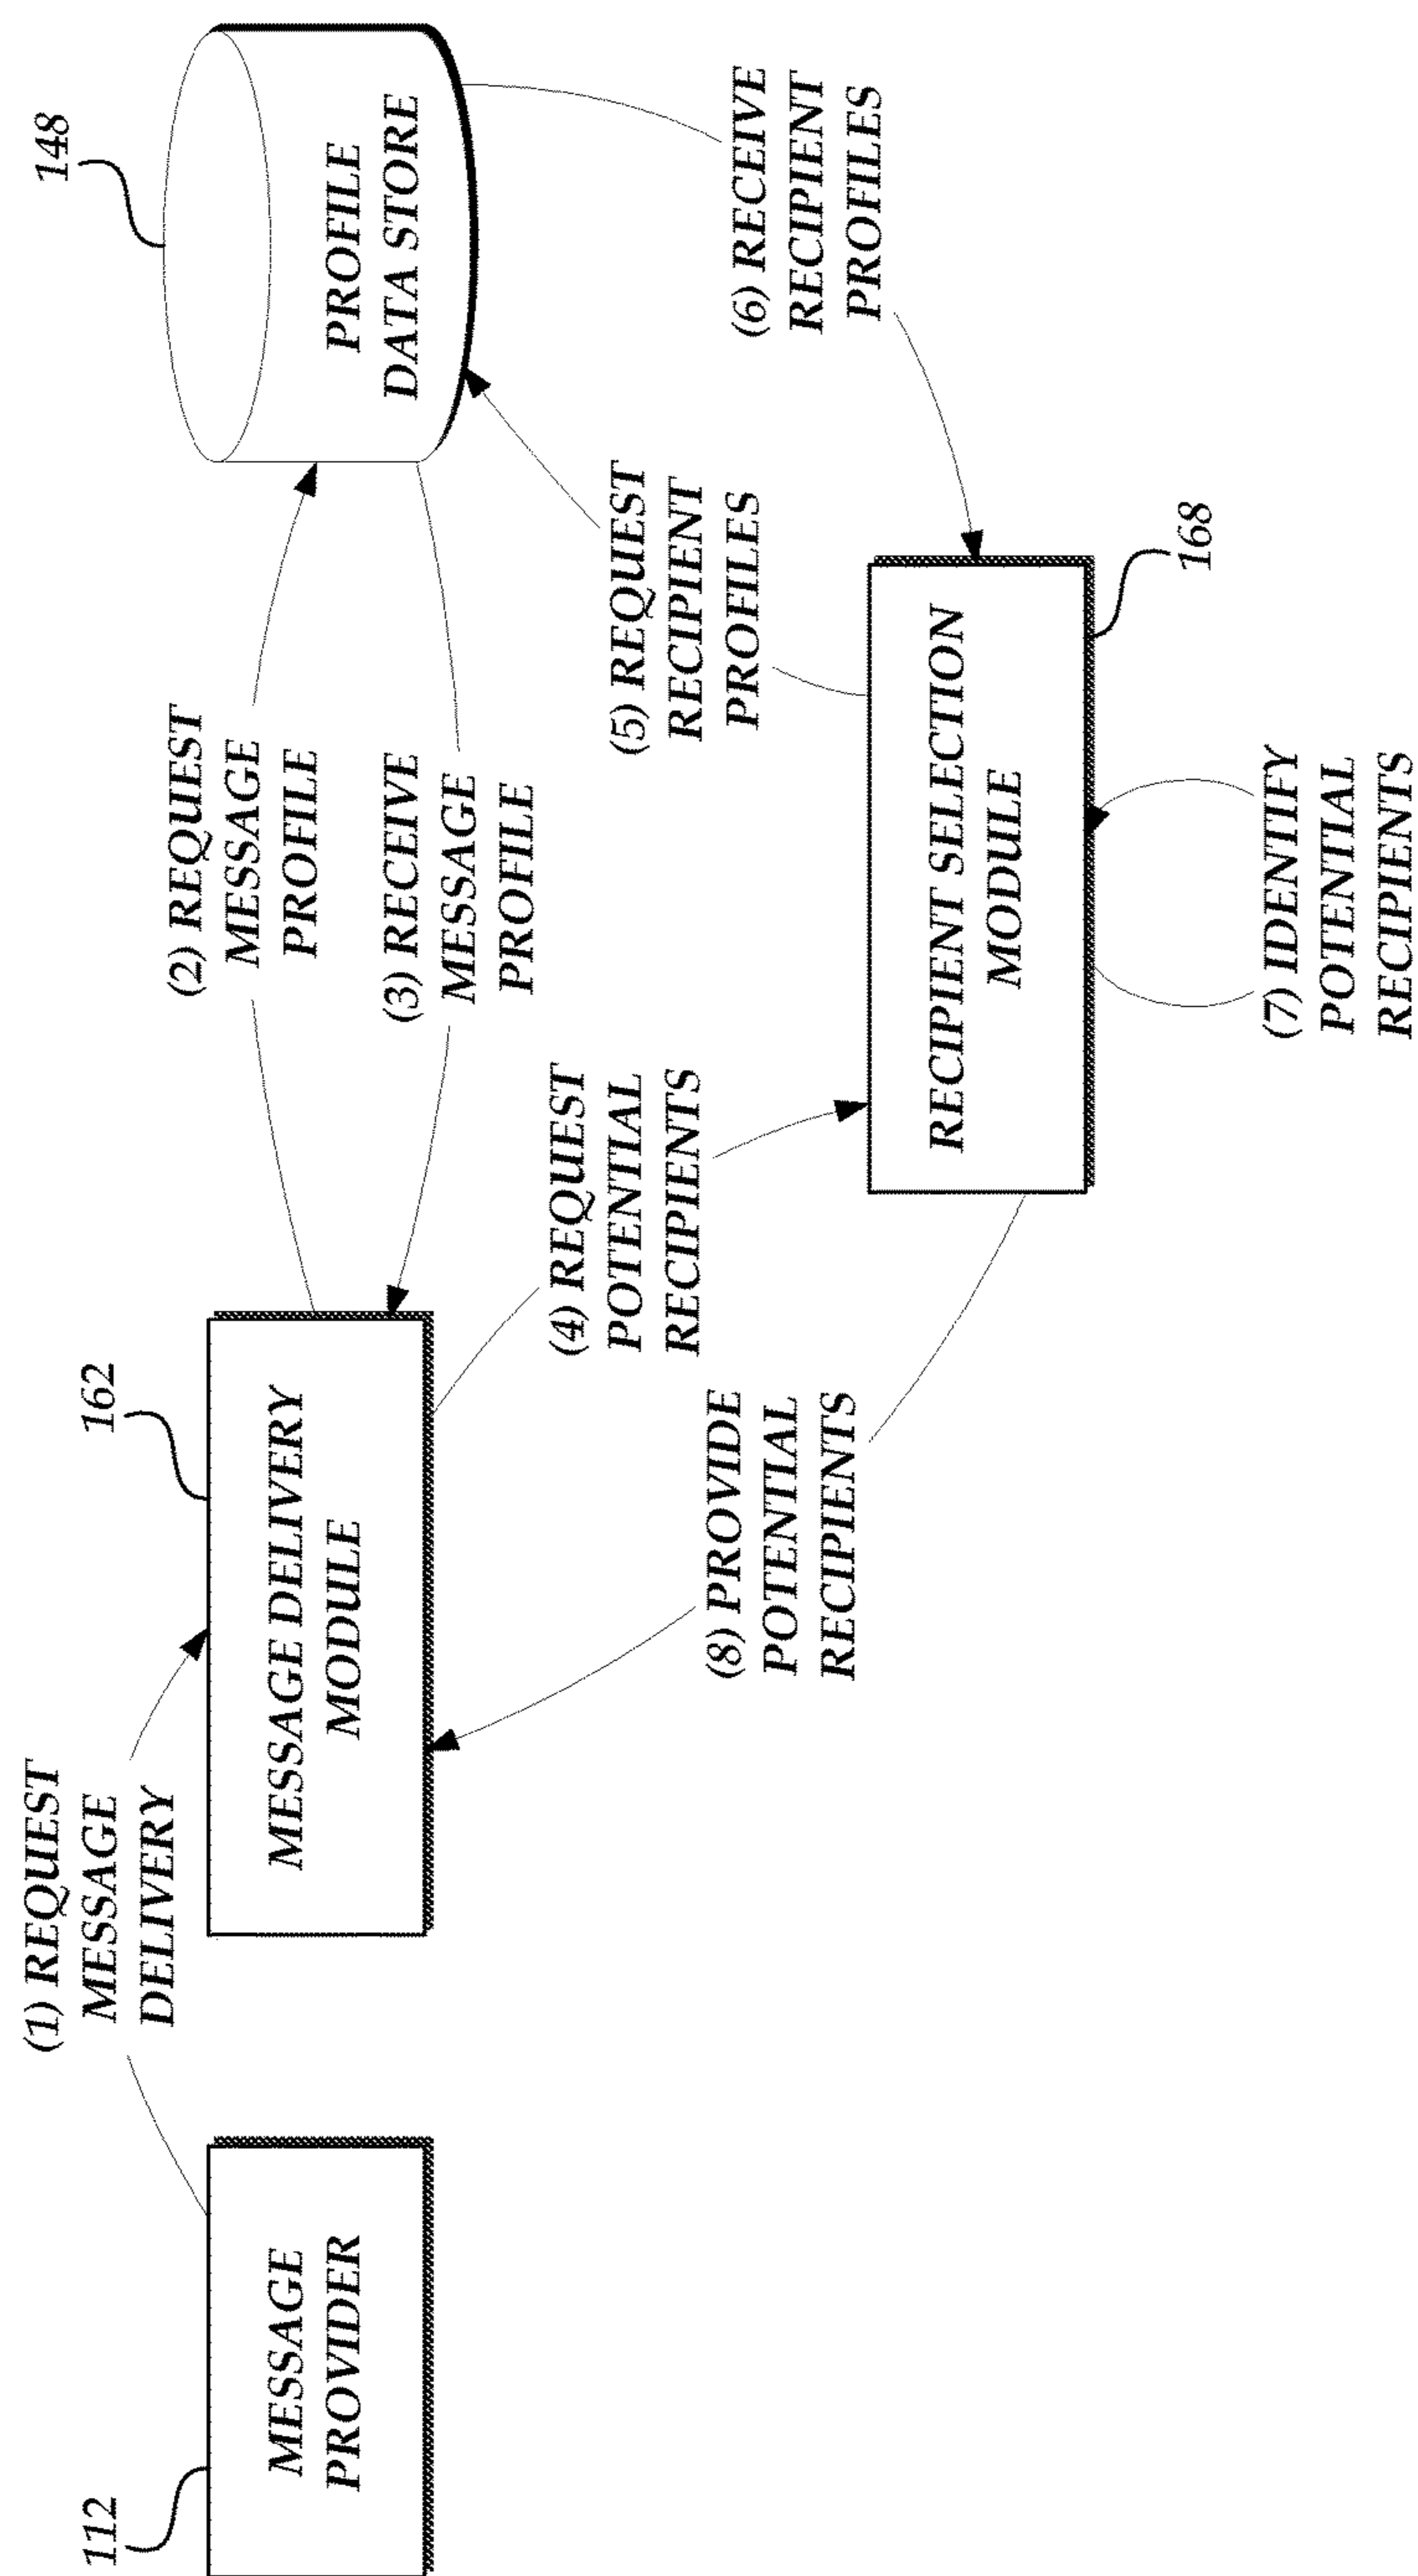 112
MESSAGE
PROVIDER
(1) REQUEST
MESSAGE
DELIVERY
162
MESSAGE DELIVERY
MODULE
(2) REQUEST
MESSAGE
PROFILE
(3) RECEIVE
MESSAGE
PROFILE
148
PROFILE
DATA STORE
(4) REQUEST
POTENTIAL
RECIPIENTS
(5) REQUEST
RECIPIENT
PROFILES
(6) RECEIVE
RECIPIENT
PROFILES
RECIPIENT SELECTION
MODULE
168
(7) IDENTIFY
POTENTIAL
RECIPIENTS
(8) PROVIDE
POTENTIAL
RECIPIENTS